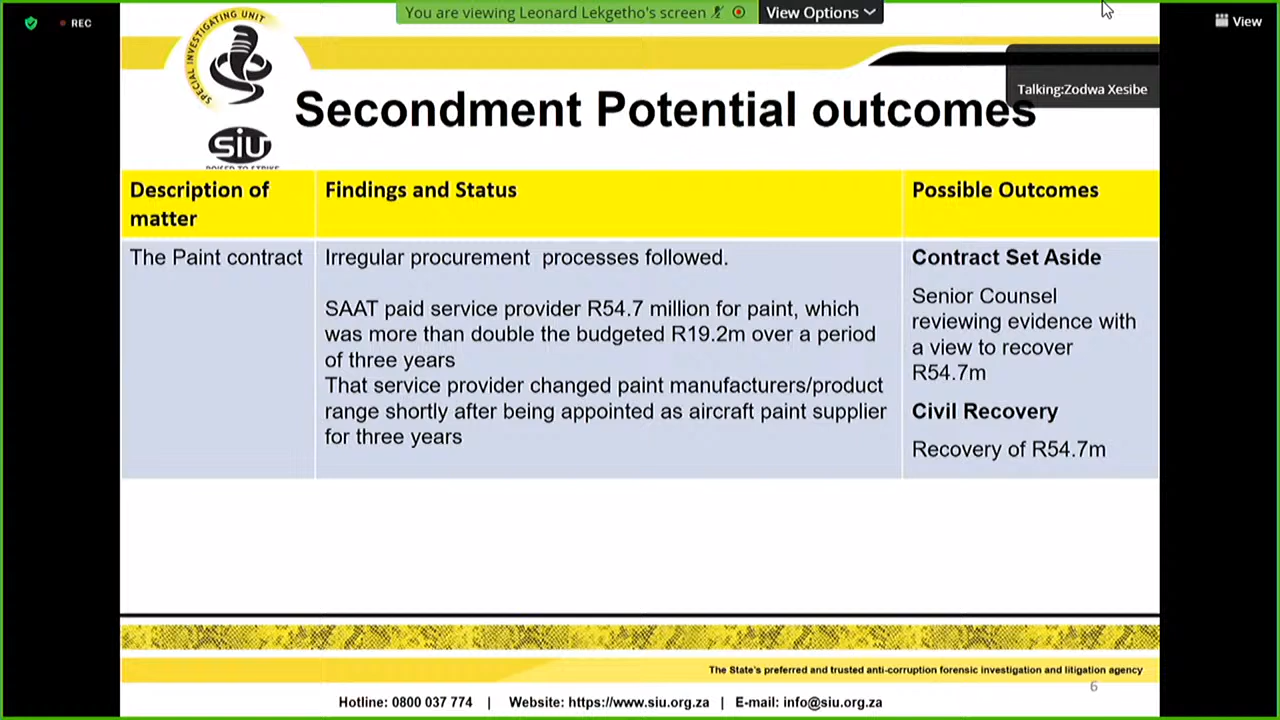 You are viewing Leonard Lekgetho's screen
View Options
REC
View
SPECIAL INVESTIGATING UNIT
Talking:Zodwa Xesibe
Secondment Potential outcomes
SiU
POISED TO STRIKE
Description of
matter
Findings and Status
Possible Outcomes
The Paint contract
Irregular procurement processes followed.
SAAT paid service provider R54.7 million for paint, which
was more than double the budgeted R19.2m over a period
of three years
That service provider changed paint manufacturers/product
range shortly after being appointed as aircraft paint supplier
for three years
Contract Set Aside
Senior Counsel
reviewing evidence with
a view to recover
R54.7m
Civil Recovery
Recovery of R54.7m
The State's preferred and trusted anti-corruption forensic investigation and litigation agency
6
Hotline: 0800 037 774 | Website: https://www.siu.org.za | E-mail: info@siu.org.za